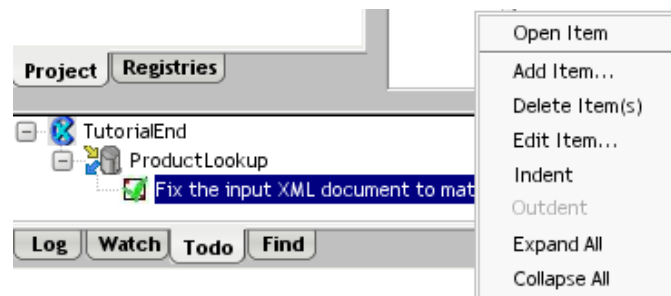 Project Registries
TutorialEnd
ProductLookup
Fix the input XML document to mat
Log Watch Todo Find
Open Item
Add Item...
Delete Item(s)
Edit Item...
Indent
Outdent
Expand All
Collapse All